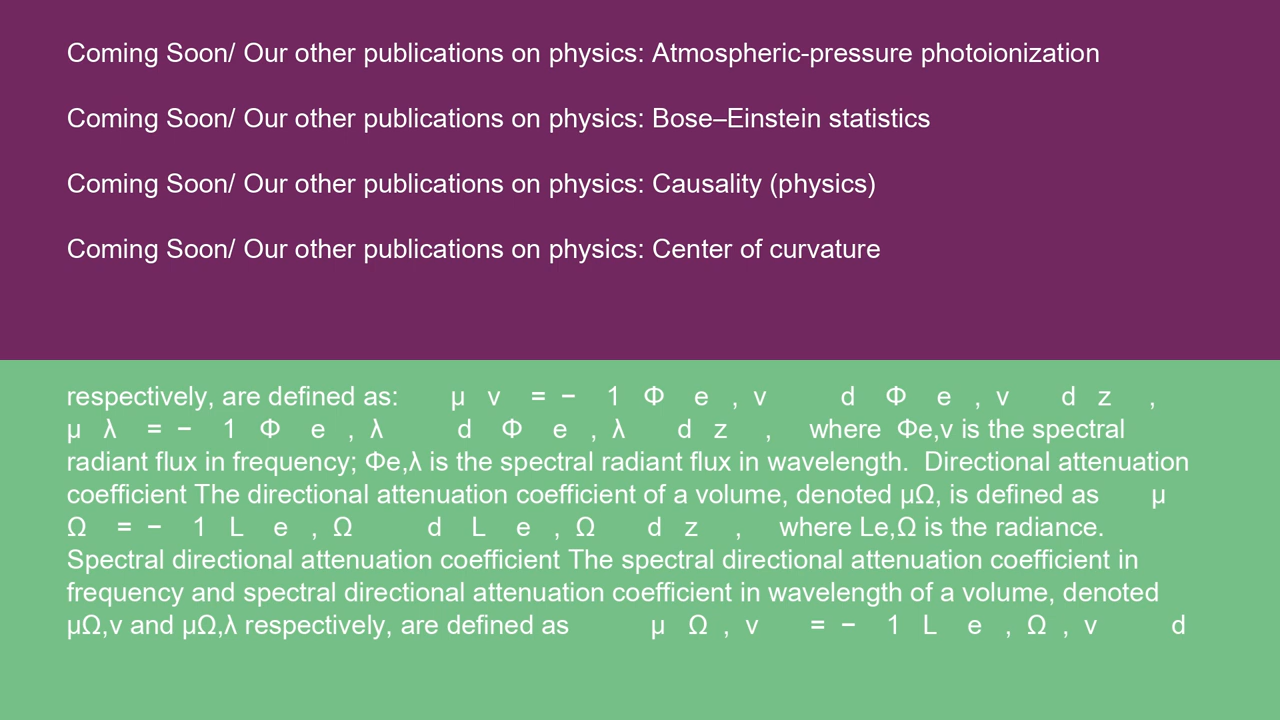 Coming Soon/ Our other publications on physics: Atmospheric-pressure photoionization
Coming Soon/ Our other publications on physics: Bose–Einstein statistics
Coming Soon/ Our other publications on physics: Causality (physics)
Coming Soon/ Our other publications on physics: Center of curvature
respectively, are defined as: μ ν = − 1 Φ e , ν d Φ e , ν d z ,
μ λ = − 1 Φ e , λ d Φ e , λ d z , where Φe,ν is the spectral
radiant flux in frequency; Φe,λ is the spectral radiant flux in wavelength. Directional attenuation
coefficient The directional attenuation coefficient of a volume, denoted μΩ, is defined as μ
Ω = − 1 L e , Ω d L e , Ω d z , where Le,Ω is the radiance.
Spectral directional attenuation coefficient The spectral directional attenuation coefficient in
frequency and spectral directional attenuation coefficient in wavelength of a volume, denoted
μΩ,ν and μΩ,λ respectively, are defined as μ Ω , ν = − 1 L e , Ω , ν d